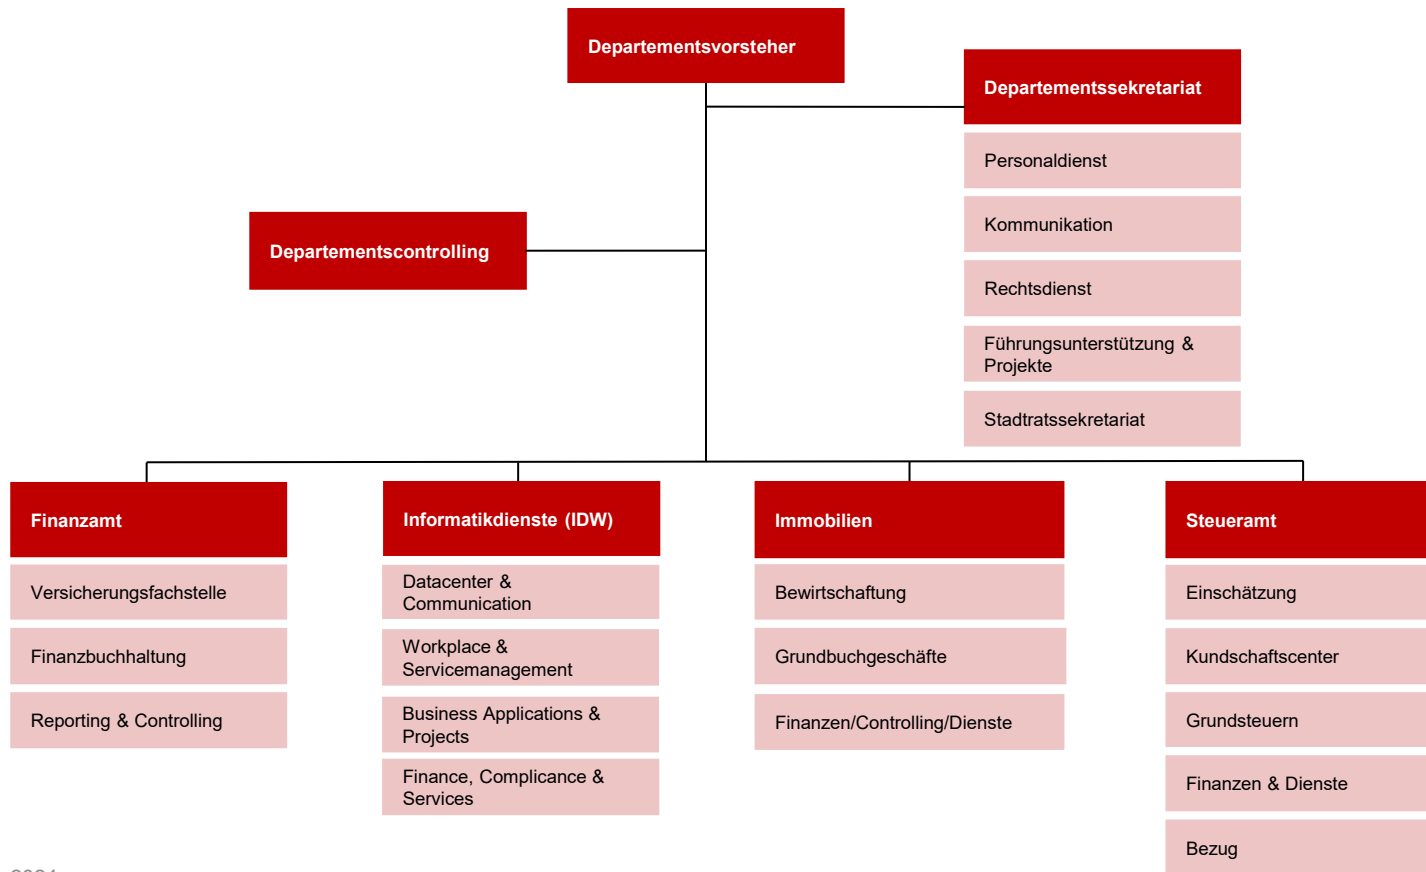 Departementsvorsteher
Departementssekretariat
Personaldienst
Kommunikation
Rechtsdienst
Führungsunterstützung &
Projekte
Stadtratssekretariat
Departementscontrolling
Finanzamt
Versicherungsfachstelle
Finanzbuchhaltung
Reporting & Controlling
Informatikdienste (IDW)
Datacenter &
Communication
Workplace &
Servicemanagement
Business Applications &
Projects
Finance, Complicance &
Services
Immobilien
Bewirtschaftung
Grundbuchgeschäfte
Finanzen/Controlling/Dienste
Steueramt
Einschätzung
Kundschaftscenter
Grundsteuern
Finanzen & Dienste
Bezug